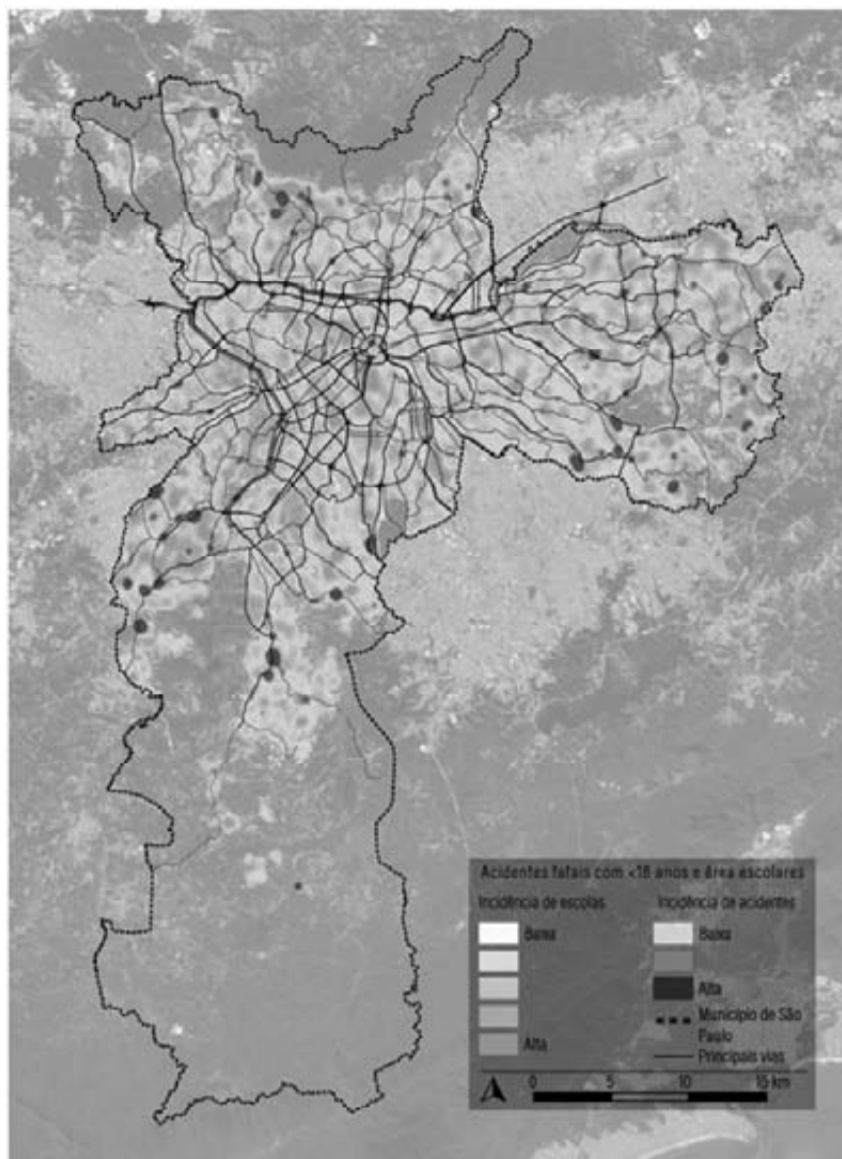 Acidentes fatais com <18 anos e área escolares
Incidência de escolas
Incidência de acidentes
Baixa
Alta
Baixa
Alta
Município de São
Paulo
Principais vias
0 5 10 15 km